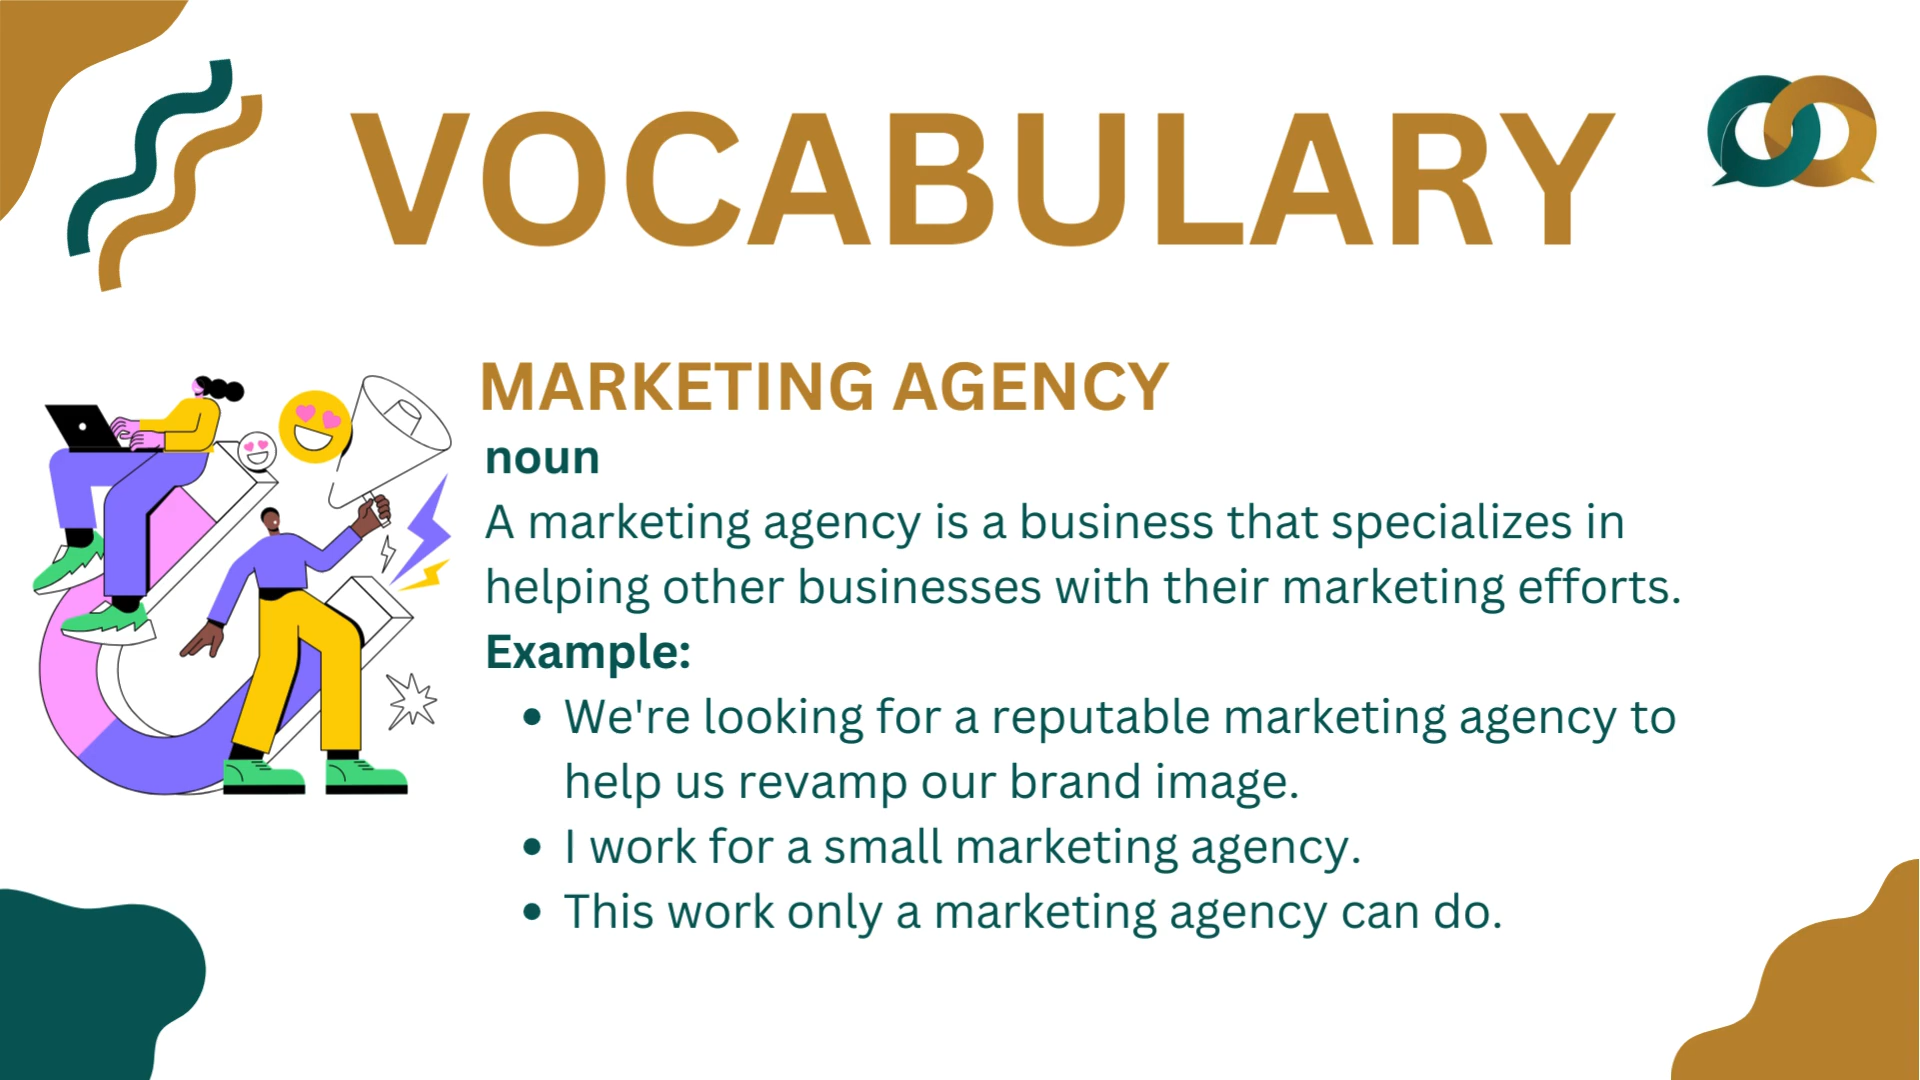 VOCABULARY
MARKETING AGENCY
noun
A marketing agency is a business that specializes in
helping other businesses with their marketing efforts.
Example:
• We're looking for a reputable marketing agency to
help us revamp our brand image.
• I work for a small marketing agency.
• This work only a marketing agency can do.